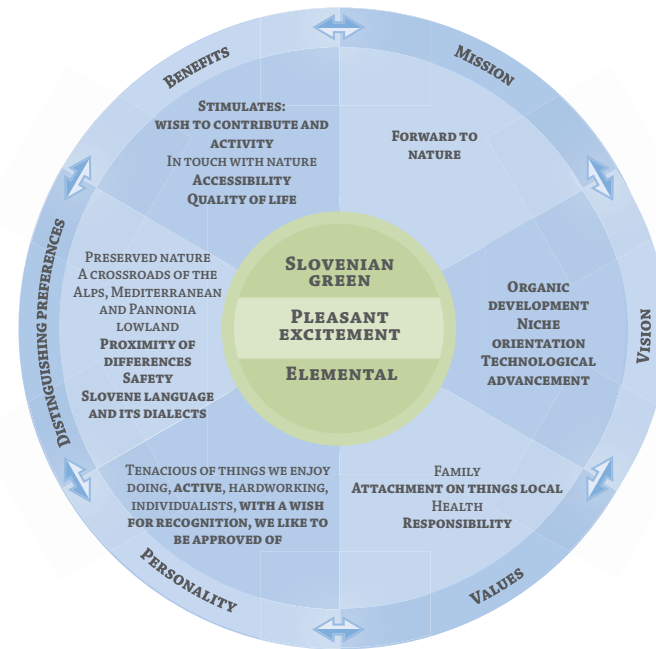 Benefits
Stimulates:
wish to contribute and
activity
In touch with nature
Accessibility
Quality of life
Mission
Forward to
nature
Vision
Organic
development
Niche
orientation
Technological
advancement
Values
Family
Attachment on things local
Health
Responsibility
Personality
Tenacious of things we enjoy
doing, active, hardworking,
individualists, with a wish
for recognition, we like to
be approved of
Distinguishing preferences
Preserved nature
A crossroads of the
Alps, Mediterranean
and Pannonia
lowland
Proximity of
differences
Safety
Slovene language
and its dialects
Slovenian
green
Pleasant
excitement
Elemental